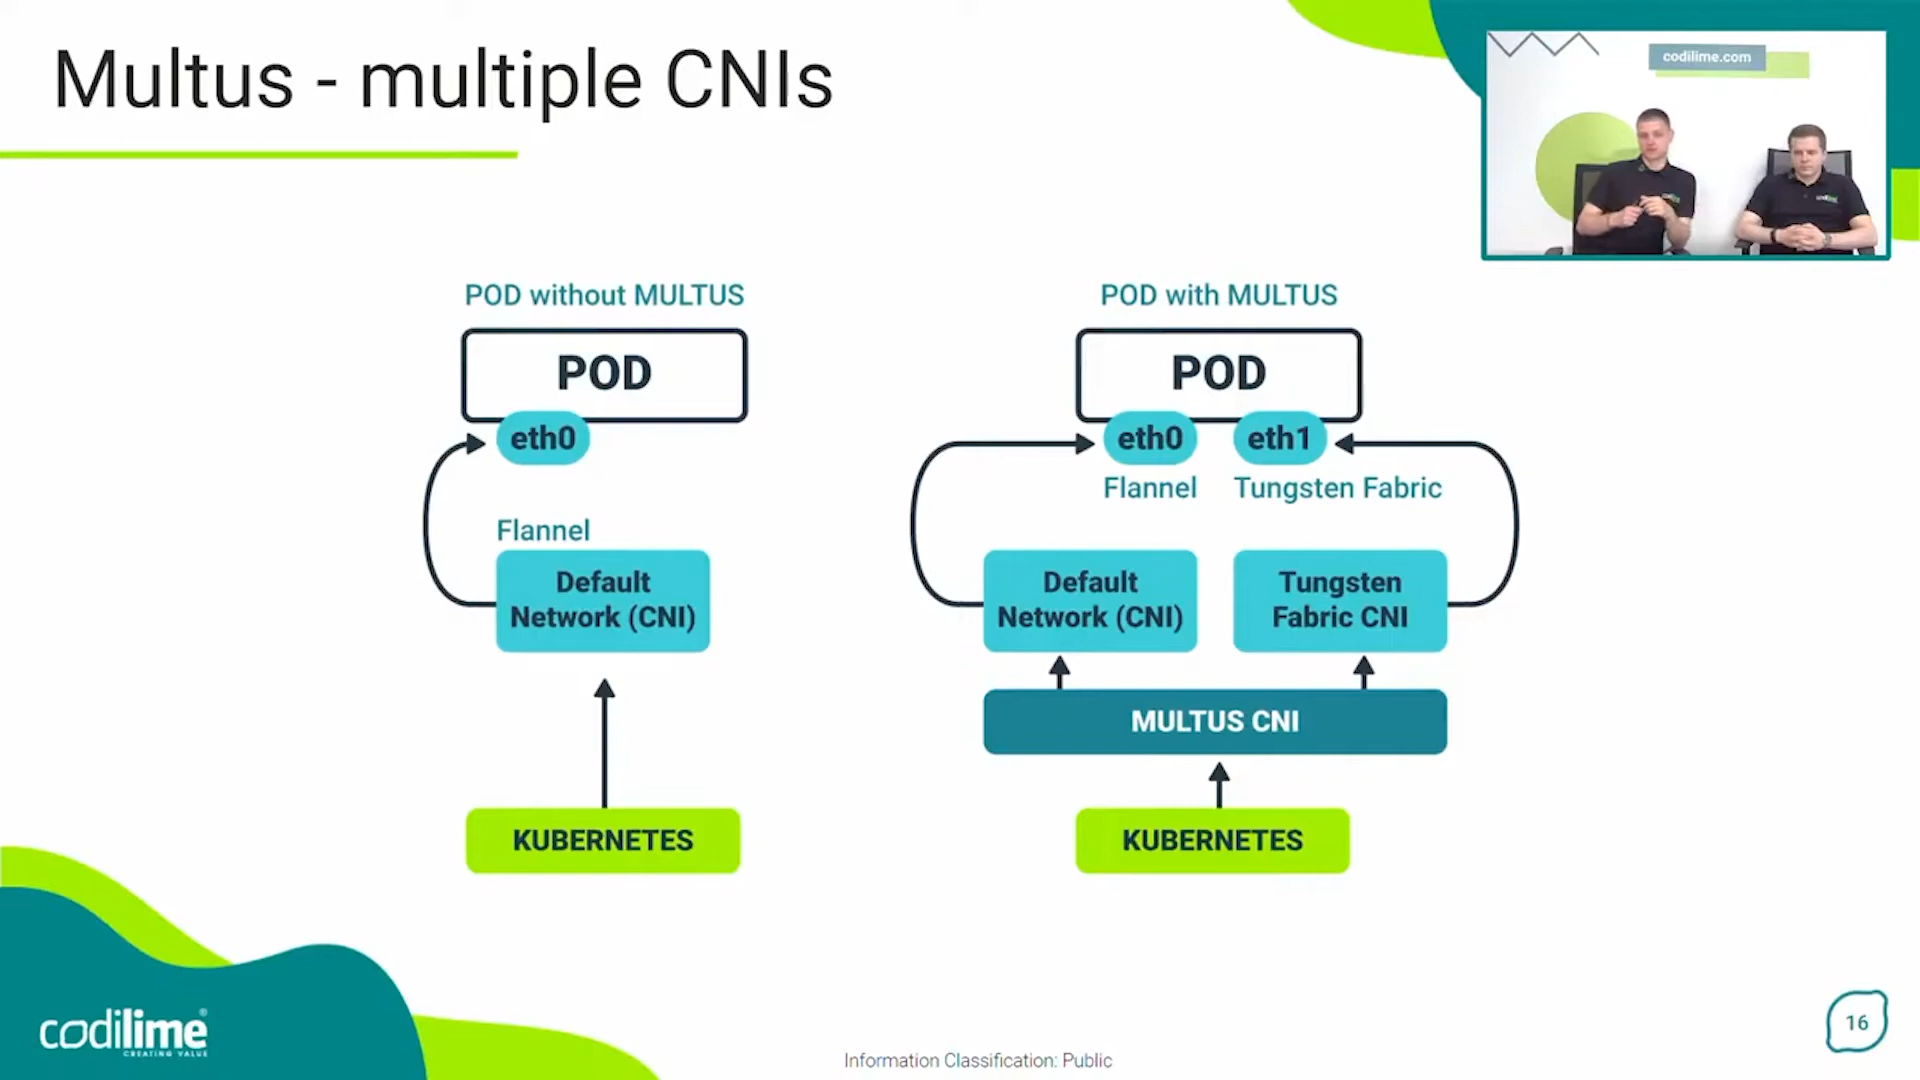 Multus - multiple CNIs
codilime.com
POD without MULTUS
POD
eth0
Flannel
Default
Network (CNI)
KUBERNETES
POD with MULTUS
POD
eth0
eth1
Flannel
Tungsten Fabric
Default
Network (CNI)
Tungsten
Fabric CNI
MULTUS CNI
KUBERNETES
codilime®
CREATING VALUE
Information Classification: Public
16